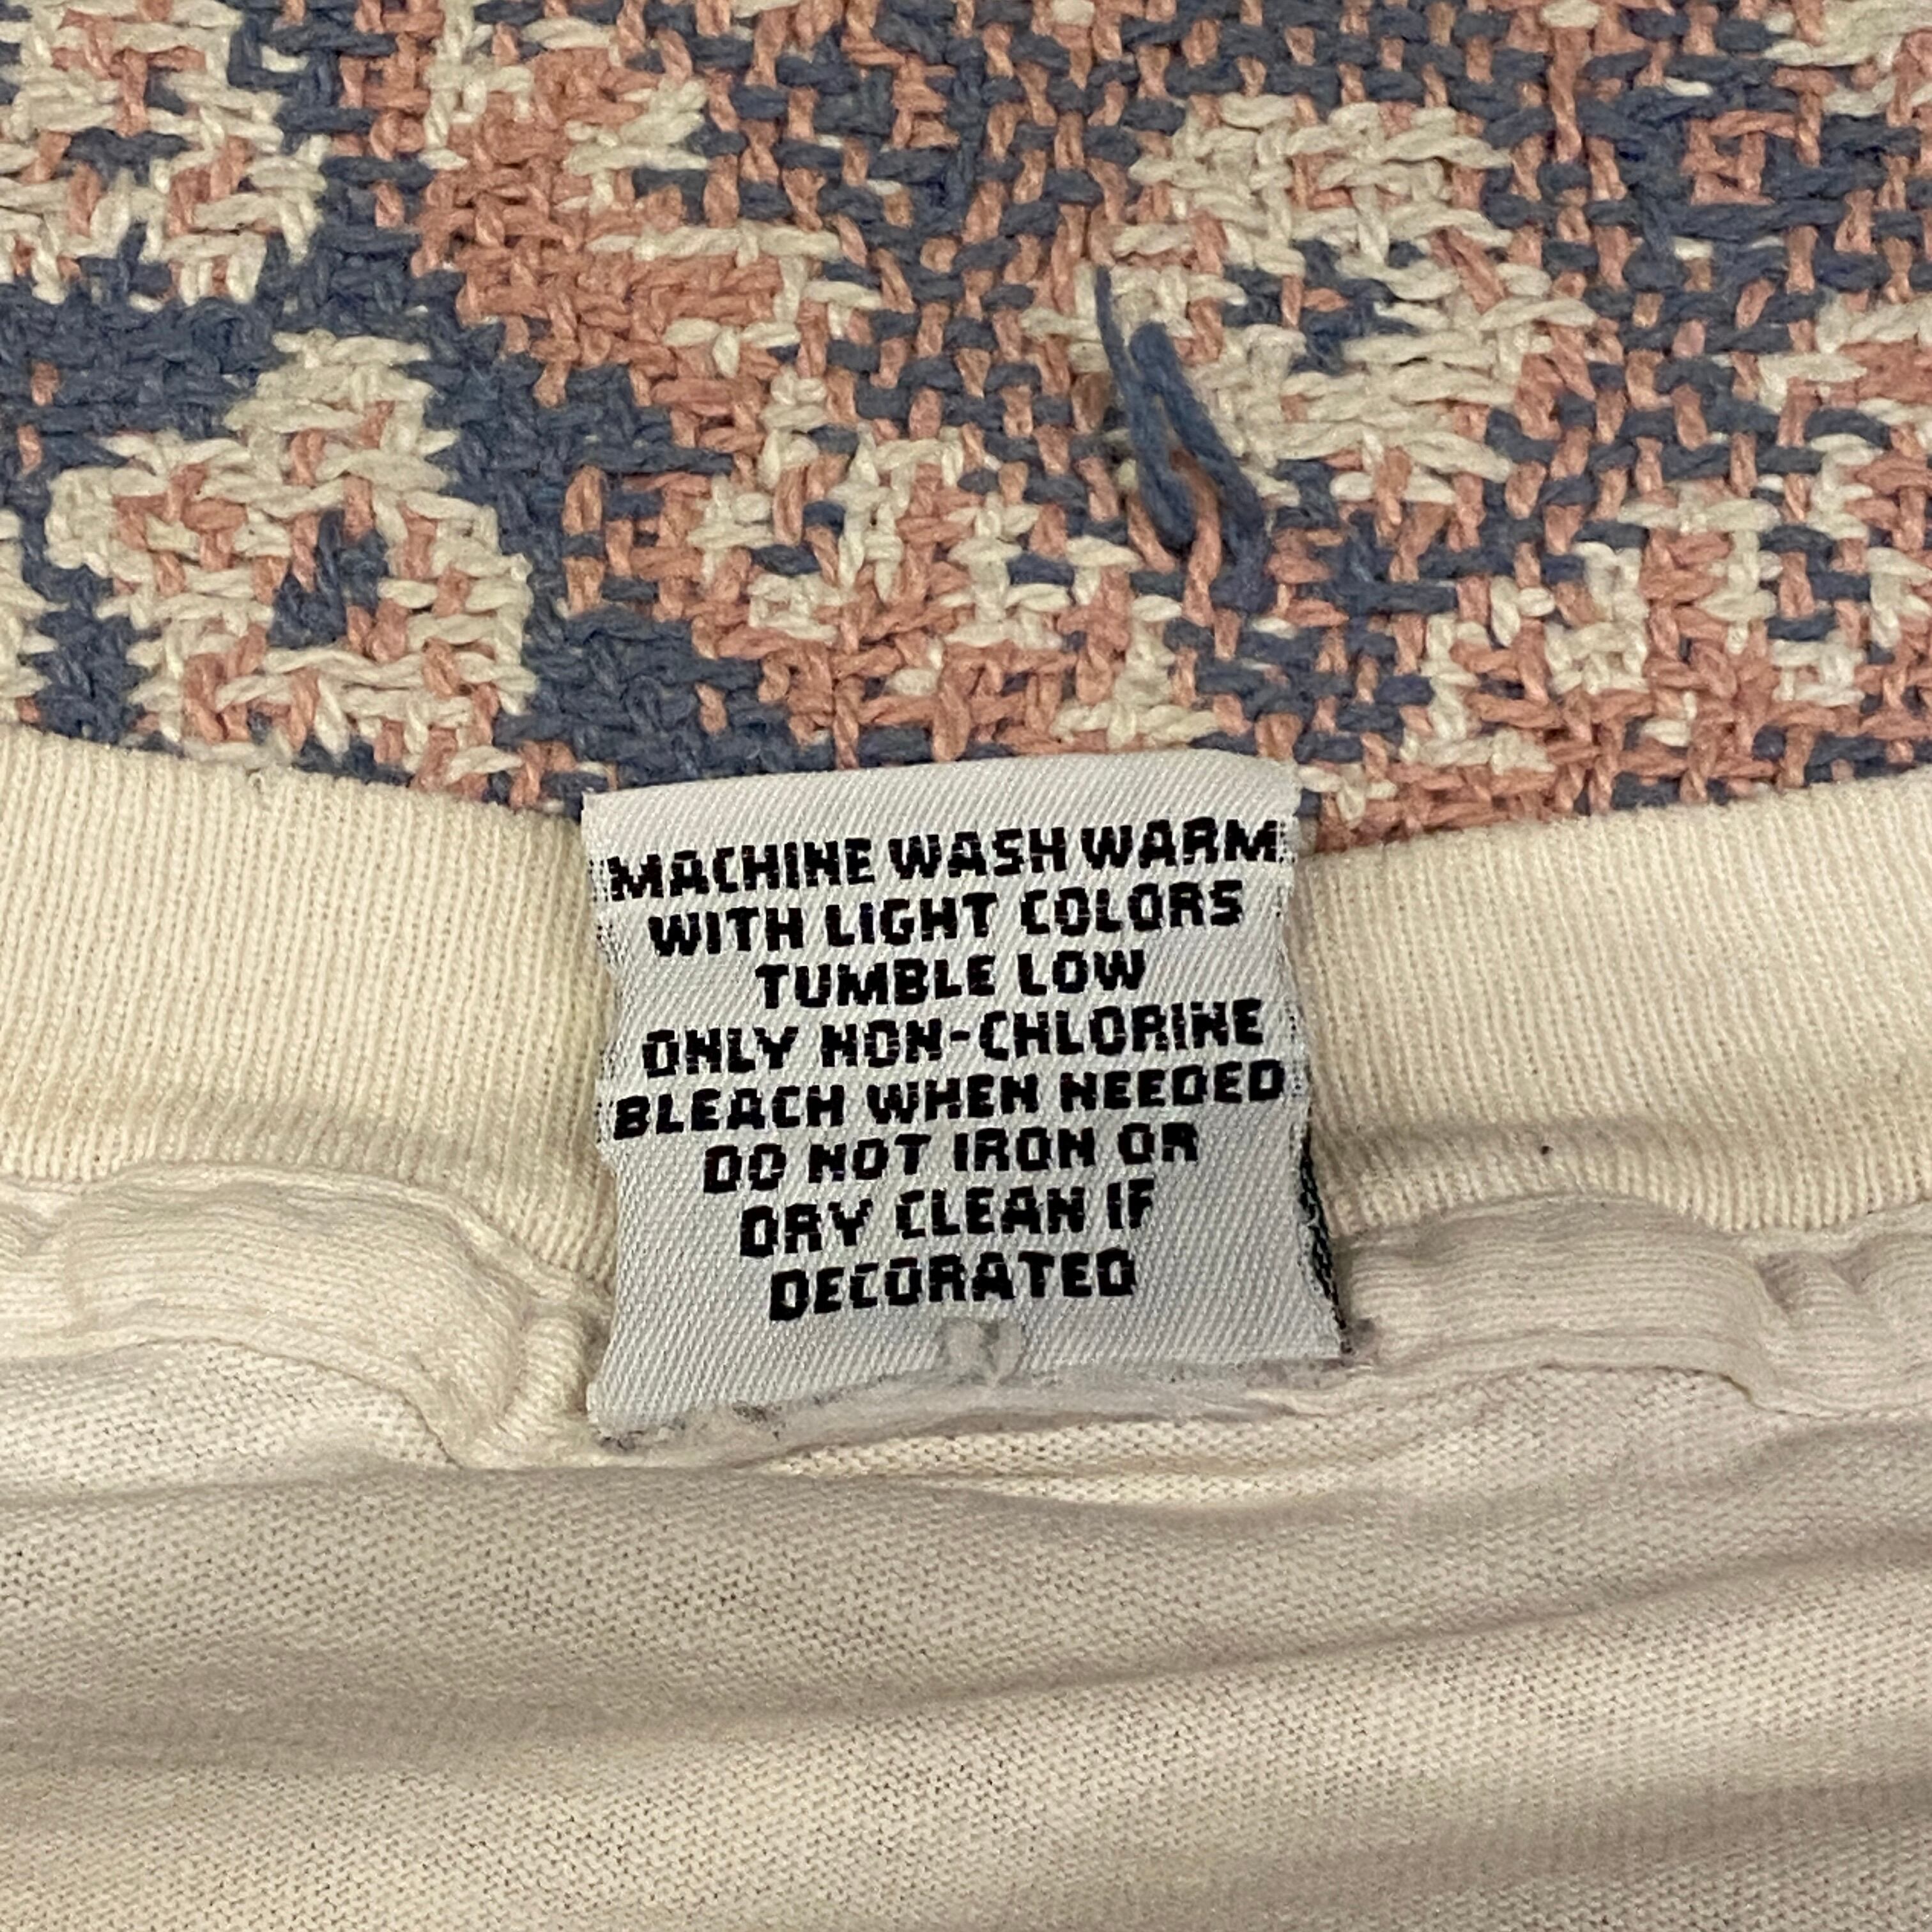 MACHINE WASH WARM
WITH LIGHT COLORS
TUMBLE LOW
ONLY NON-CHLORINE
BLEACH WHEN NEEDED
DO NOT IRON OR
DRY CLEAN IF
DECORATED